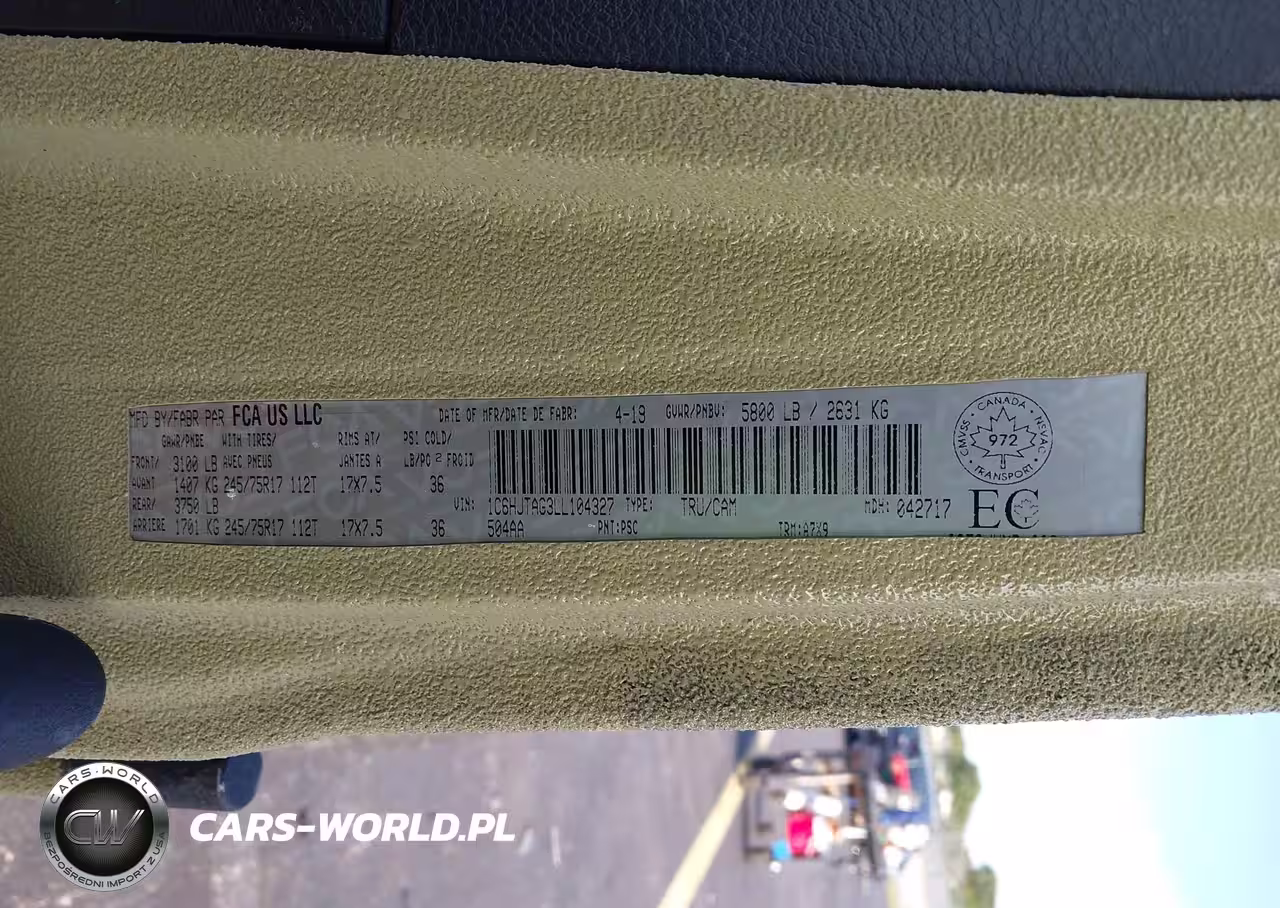 MFD BY/FABR PAR FCA US LLC DATE OF MFR/DATE DE FABR: 4-19 GVWR/PNBV: 5800 LB / 2631 KG
GAWR/PNBE WITH TIRES/ RIMS AT/ PSI COLD/
FRONT/ 3100 LB AVEC PNEUS JANTES A LB/PO² FROID
AVANT 1407 KG 245/75R17 112T 17X7.5 36
REAR/ 3750 LB VIN: 1C6HJTAG3LL104327 TYPE: TRU/CAM MDH: 042717
ARRIERE 1701 KG 245/75R17 112T 17X7.5 36 504AA PNT:PSC TRM:A7X9
CANADA
CMVSS 972 NSVAC
TRANSPORT
EC
CARS-WORLD
CW
BEZPOŚREDNI IMPORT Z USA
CARS-WORLD.PL